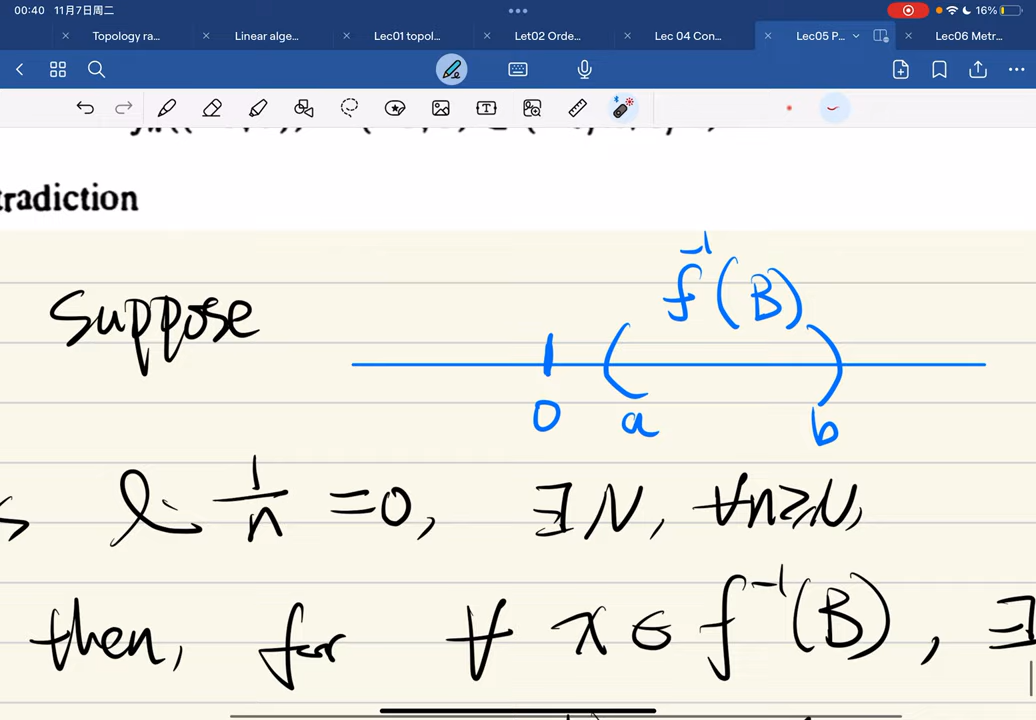 00:40 11月7日周二
16%
Topology ra...
Linear alge...
Lec01 topol...
Let02 Orde...
Lec 04 Con...
Lec05 P...
Lec06 Metr...
tradiction
f⁻¹(B)
Suppose
0 a b
1/n =0, ∃N, ∀n≥N,
then, for ∀ x∈f⁻¹(B), ∃